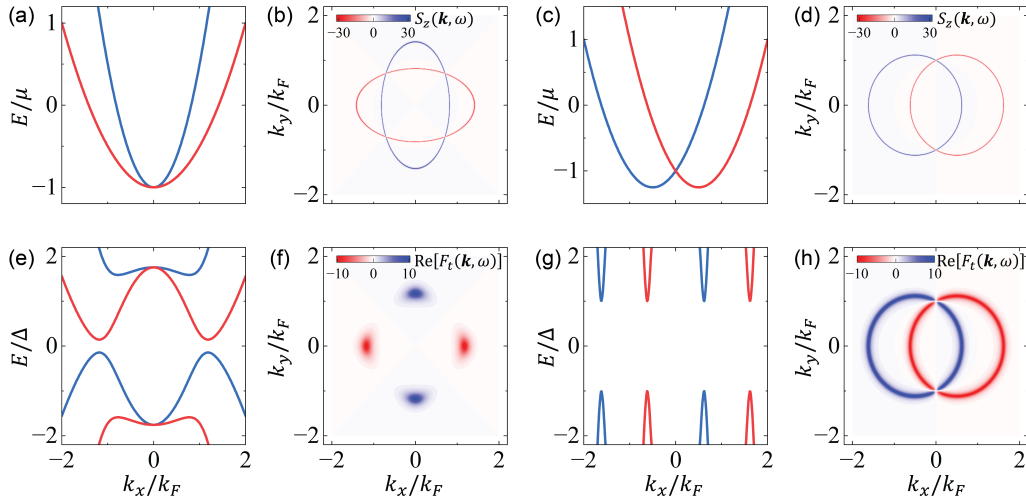 (a)
1
0
−1
E/μ
(b)
S_z(k, ω)
−30 0 30
0
−2
k_y/k_F
(c)
1
0
−1
E/μ
(d)
S_z(k, ω)
−30 0 30
0
−2
k_y/k_F
(e)
2
0
−2
E/Δ
−2 0 2
k_x/k_F
(f)
Re[F_t(k, ω)]
−10 0 10
2
0
−2
k_y/k_F
−2 0 2
k_x/k_F
(g)
2
0
−2
E/Δ
−2 0 2
k_x/k_F
(h)
Re[F_t(k, ω)]
−10 0 10
2
0
−2
k_y/k_F
−2 0 2
k_x/k_F